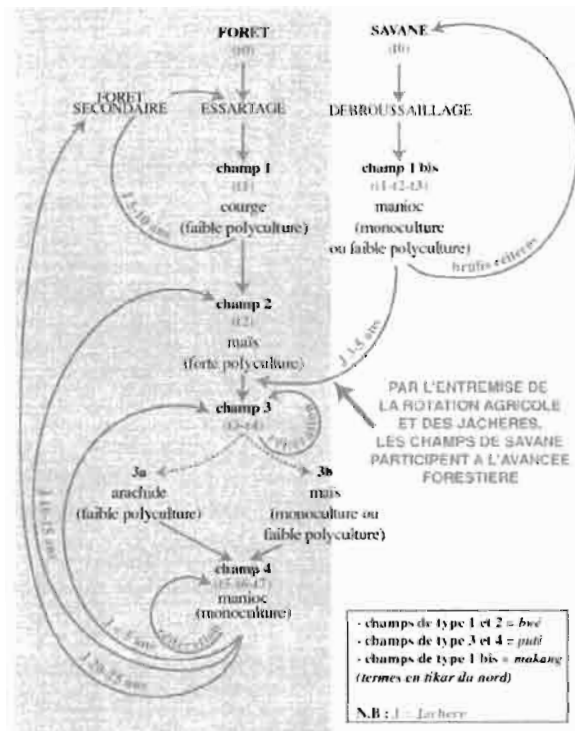 FORET
(t0)
SAVANE
(t0)
FORET
SECONDAIRE
ESSARTAGE
DEBROUSSAILLAGE
champ 1
(t1)
courge
(faible polyculture)
J 5-10 ans
champ 1 bis
(t1-t2-t3)
manioc
(monoculture
ou faible polyculture)
brûlis réitérés
J 3-5 ans
champ 2
(t2)
maïs
(forte polyculture)
champ 3
(t3-t4)
3a
arachide
(faible polyculture)
3b
maïs
(monoculture ou
faible polyculture)
PAR L'ENTREMISE DE
LA ROTATION AGRICOLE
ET DES JACHERES,
LES CHAMPS DE SAVANE
PARTICIPENT A L'AVANCEE
FORESTIERE
champ 4
(t5-t6-t7)
manioc
(monoculture)
réitération
ans
J 10-15 ans
J 20-25 ans
- champs de type 1 et 2 = bwé
- champs de type 3 et 4 = puti
- champs de type 1 bis = makang
(termes en tikar du nord)
N.B : J = Jachère